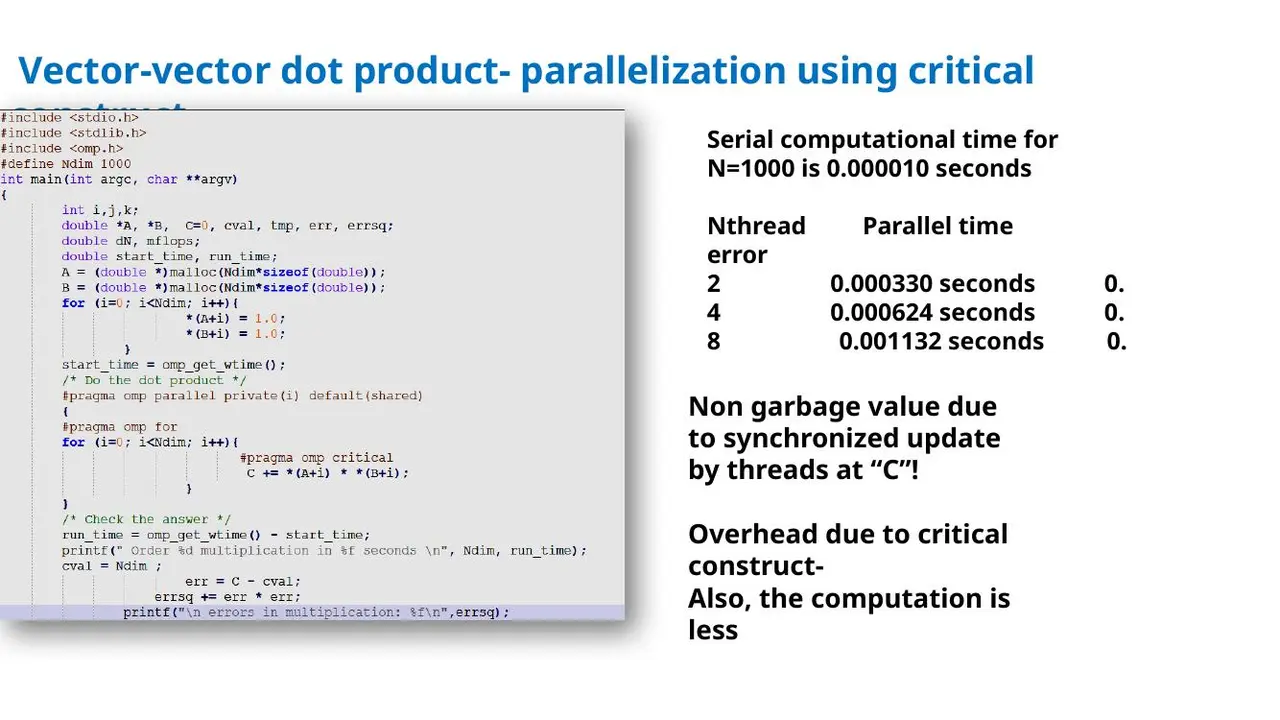 Vector-vector dot product- parallelization using critical
construct
#include <stdio.h>
#include <stdlib.h>
#include <omp.h>
#define Ndim 1000
int main(int argc, char **argv)
{
int i,j,k;
double *A, *B, C=0, cval, tmp, err, errsq;
double dN, mflops;
double start_time, run_time;
A = (double *)malloc(Ndim*sizeof(double));
B = (double *)malloc(Ndim*sizeof(double));
for (i=0; i<Ndim; i++){
*(A+i) = 1.0;
*(B+i) = 1.0;
}
start_time = omp_get_wtime();
/* Do the dot product */
#pragma omp parallel private(i) default(shared)
{
#pragma omp for
for (i=0; i<Ndim; i++){
#pragma omp critical
C += *(A+i) * *(B+i);
}
}
/* Check the answer */
run_time = omp_get_wtime() - start_time;
printf(" Order %d multiplication in %f seconds \n", Ndim, run_time);
cval = Ndim ;
err = C - cval;
errsq += err * err;
printf("\n errors in multiplication: %f\n",errsq);
Serial computational time for
N=1000 is 0.000010 seconds
Nthread Parallel time
error
2 0.000330 seconds 0.
4 0.000624 seconds 0.
8 0.001132 seconds 0.
Non garbage value due
to synchronized update
by threads at “C”!
Overhead due to critical
construct-
Also, the computation is
less